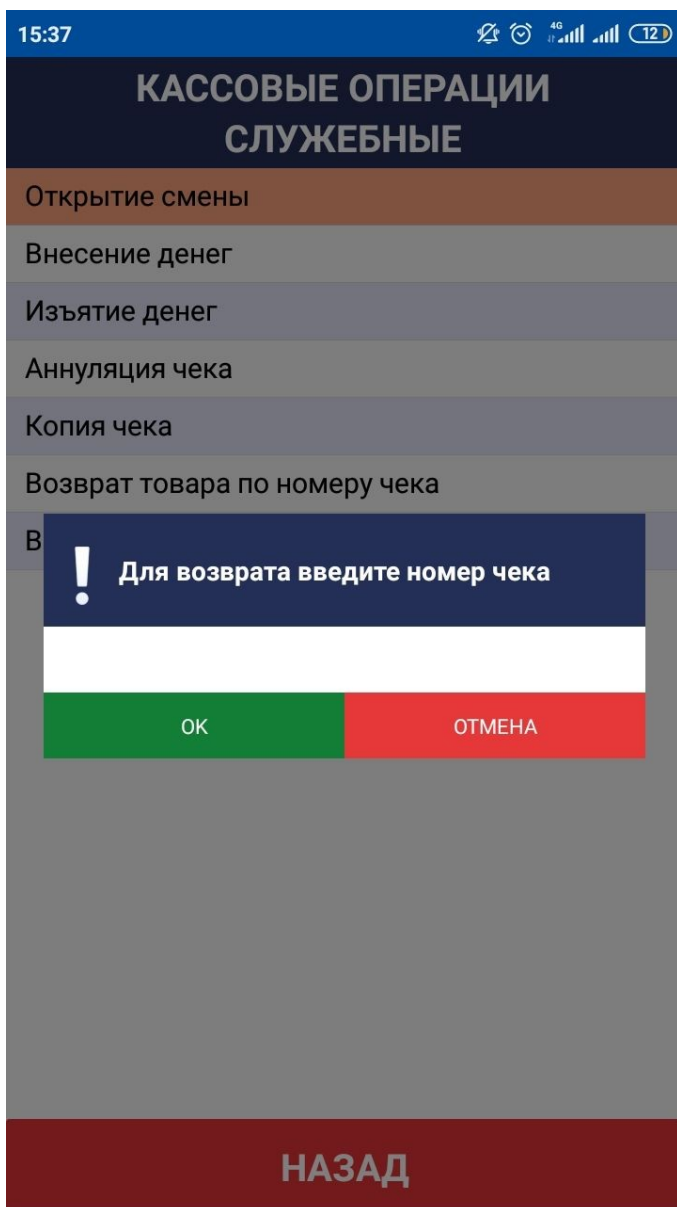 15:37
4G
12
КАССОВЫЕ ОПЕРАЦИИ
СЛУЖЕБНЫЕ
Открытие смены
Внесение денег
Изъятие денег
Аннуляция чека
Копия чека
Возврат товара по номеру чека
Для возврата введите номер чека
OK
ОТМЕНА
НАЗАД